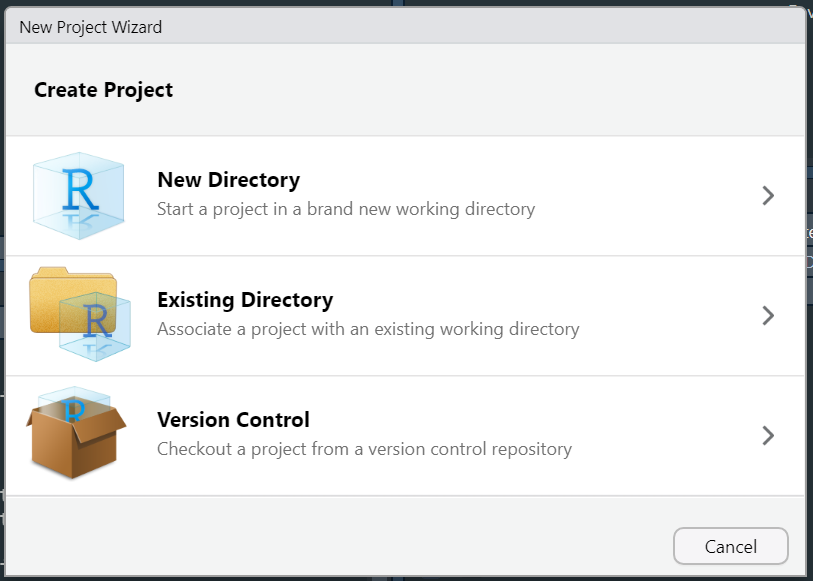 New Project Wizard
Create Project
R
New Directory
Start a project in a brand new working directory
R
Existing Directory
Associate a project with an existing working directory
R
Version Control
Checkout a project from a version control repository
Cancel